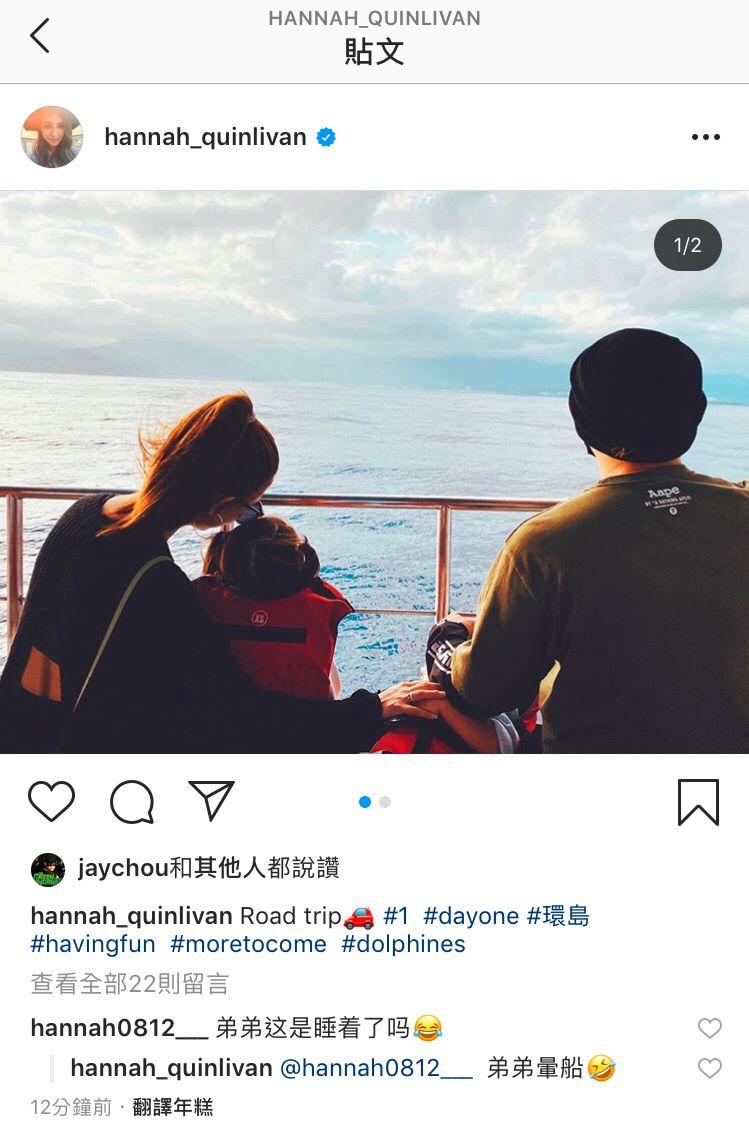 HANNAH_QUINLIVAN
貼文
hannah_quinlivan
1/2
Aape
XS
jaychou和其他人都說讚
hannah_quinlivan Road trip🚗 #1 #dayone #環島
#havingfun #moretocome #dolphines
查看全部22則留言
hannah0812___ 弟弟这是睡着了吗😂
hannah_quinlivan @hannah0812___ 弟弟暈船🤣
12分鐘前 · 翻譯年糕